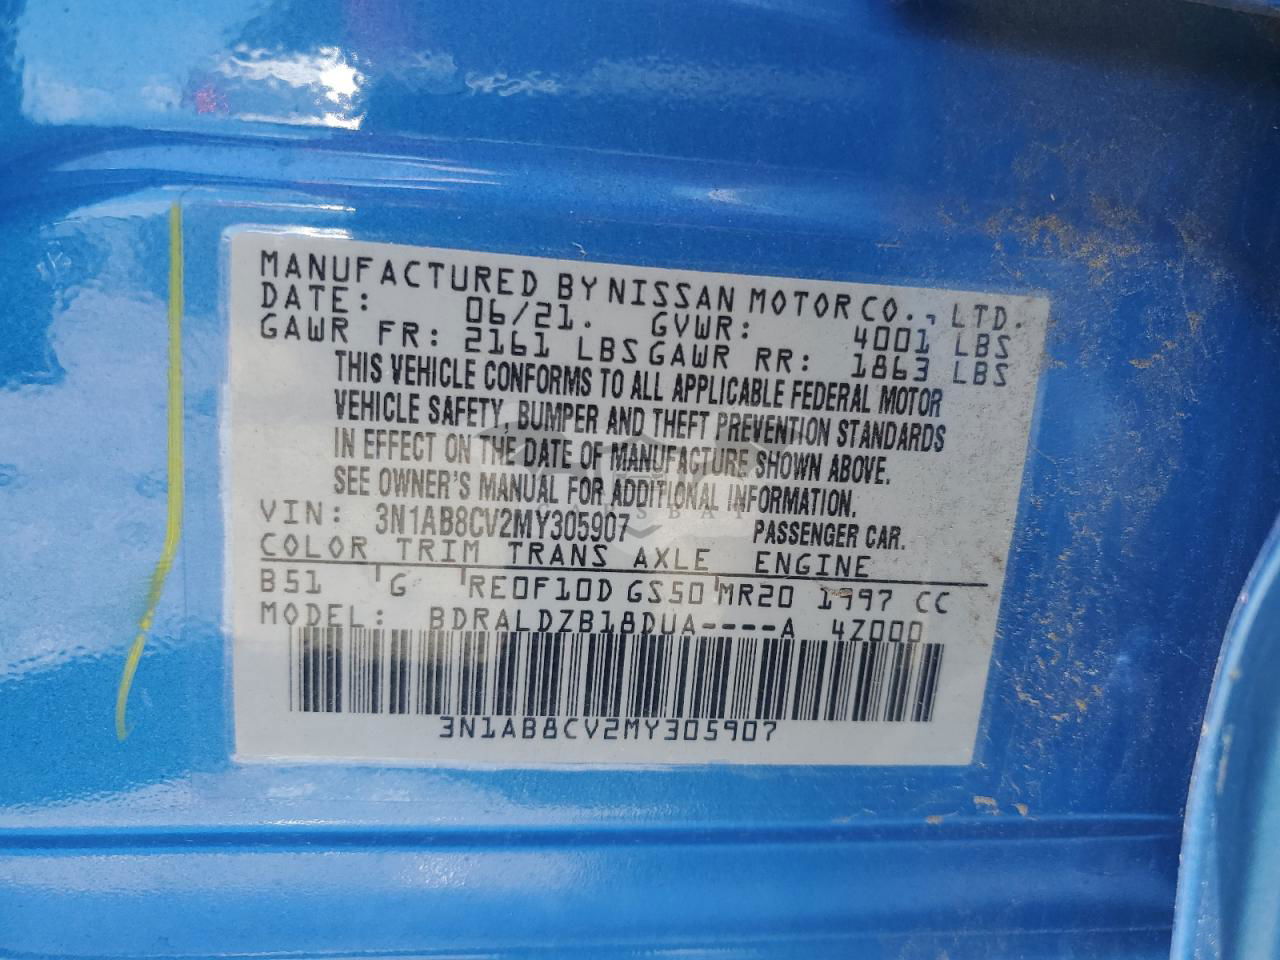 MANUFACTURED BY NISSAN MOTOR CO., LTD.
DATE: 06/21. GVWR: 4001 LBS
GAWR FR: 2161 LBS GAWR RR: 1863 LBS
THIS VEHICLE CONFORMS TO ALL APPLICABLE FEDERAL MOTOR
VEHICLE SAFETY, BUMPER AND THEFT PREVENTION STANDARDS
IN EFFECT ON THE DATE OF MANUFACTURE SHOWN ABOVE.
SEE OWNER'S MANUAL FOR ADDITIONAL INFORMATION.
VIN: 3N1AB8CV2MY305907 PASSENGER CAR.
COLOR TRIM TRANS AXLE ENGINE
B51 G RE0F10D GS50 MR20 1997 CC
MODEL: BDRALDZB18DUA----A 4Z000
3N1AB8CV2MY305907